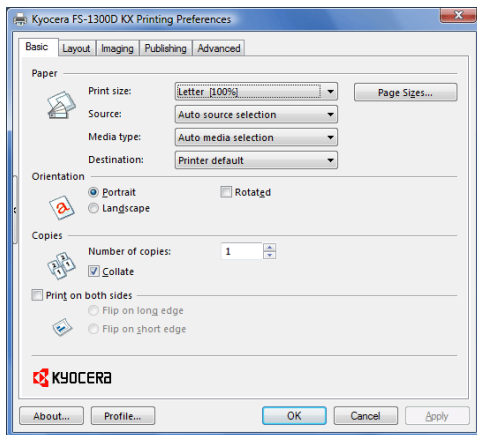 Kyocera FS-1300D KX Printing Preferences
Basic Layout Imaging Publishing Advanced
Paper
Print size: Letter [100%] Page Sizes...
Source: Auto source selection
Media type: Auto media selection
Destination: Printer default
Orientation
Portrait Rotated
Landscape
Copies
Number of copies: 1
Collate
Print on both sides
Flip on long edge
Flip on short edge
KYOCERA
About... Profile... OK Cancel Apply